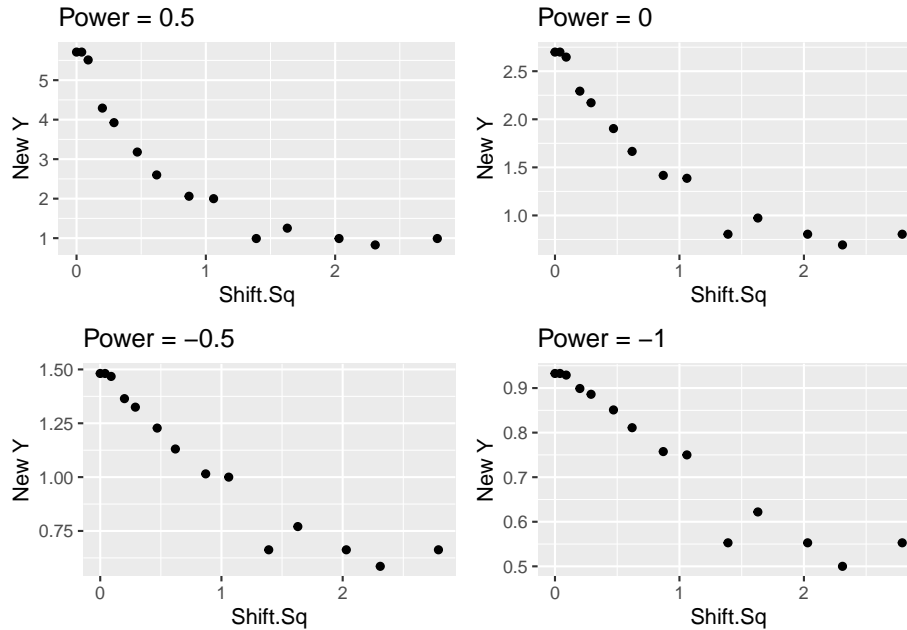 Power = 0.5
5
4
3
2
1
New Y
0
1
2
Shift.Sq
Power = 0
2.5
2.0
1.5
1.0
New Y
0
1
2
Shift.Sq
Power = −0.5
1.50
1.25
1.00
0.75
New Y
0
1
2
Shift.Sq
Power = −1
0.9
0.8
0.7
0.6
0.5
New Y
0
1
2
Shift.Sq